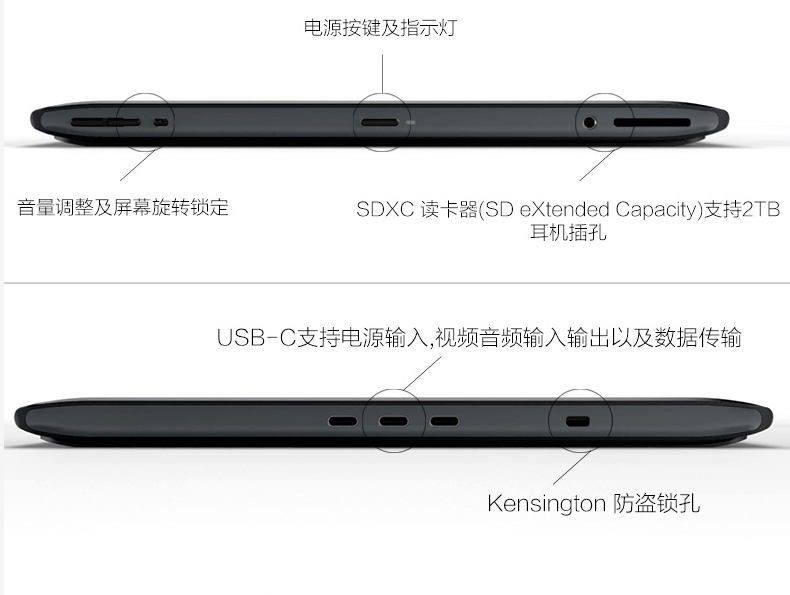 电源按键及指示灯
音量调整及屏幕旋转锁定
SDXC 读卡器(SD eXtended Capacity)支持2TB
耳机插孔
USB-C支持电源输入,视频音频输入输出以及数据传输
Kensington 防盗锁孔